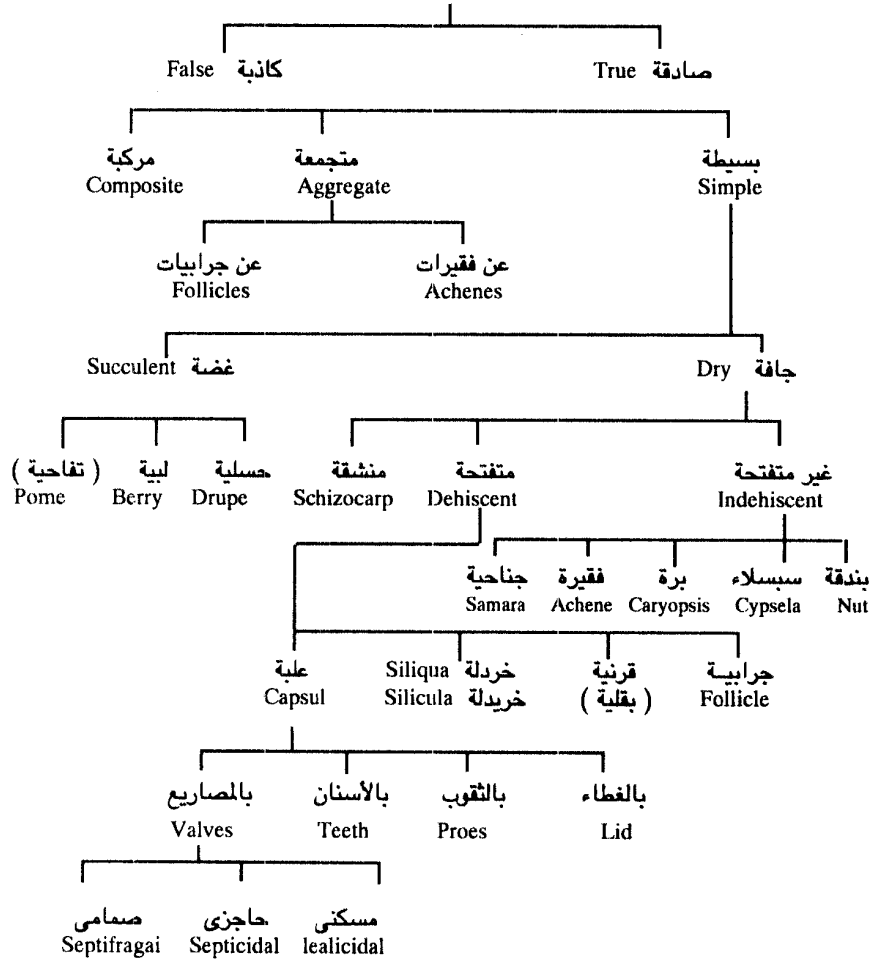 صادقة True
كاذبة False
بسيطة
Simple
متجمعة
Aggregate
مركبة
Composite
عن فقيرات
Achenes
عن جرابيات
Follicles
جافة Dry
غضة Succulent
غير متفتحة
Indehiscent
متفتحة
Dehiscent
منشقة
Schizocarp
حسلية
Drupe
لبية
Berry
( تفاحية )
Pome
بندقة
Nut
سبسلاء
Cypsela
برة
Caryopsis
فقيرة
Achene
جناحية
Samara
جرابيـة
Follicle
قرنية
( بقلية )
خردلة Siliqua
خريدلة Silicula
علبة
Capsul
بالغطاء
Lid
بالثقوب
Proes
بالأسنان
Teeth
بالمصاريع
Valves
مسكنى
lealicidal
حاجزى
Septicidal
صمامى
Septifragai